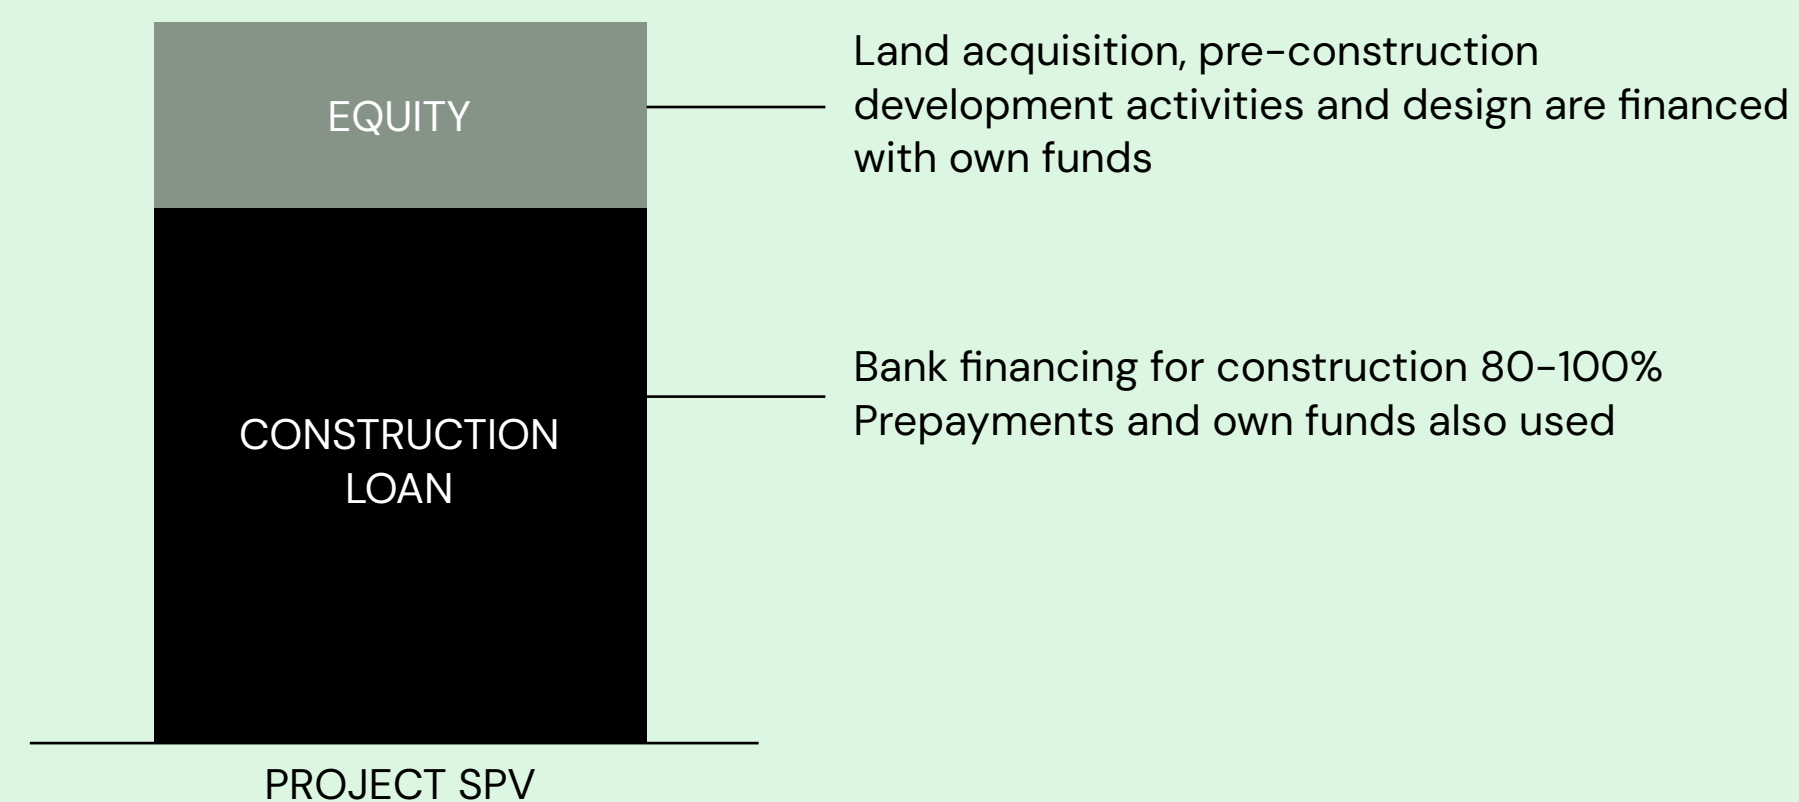 EQUITY
Land acquisition, pre-construction
development activities and design are financed
with own funds
CONSTRUCTION
LOAN
Bank financing for construction 80-100%
Prepayments and own funds also used
PROJECT SPV